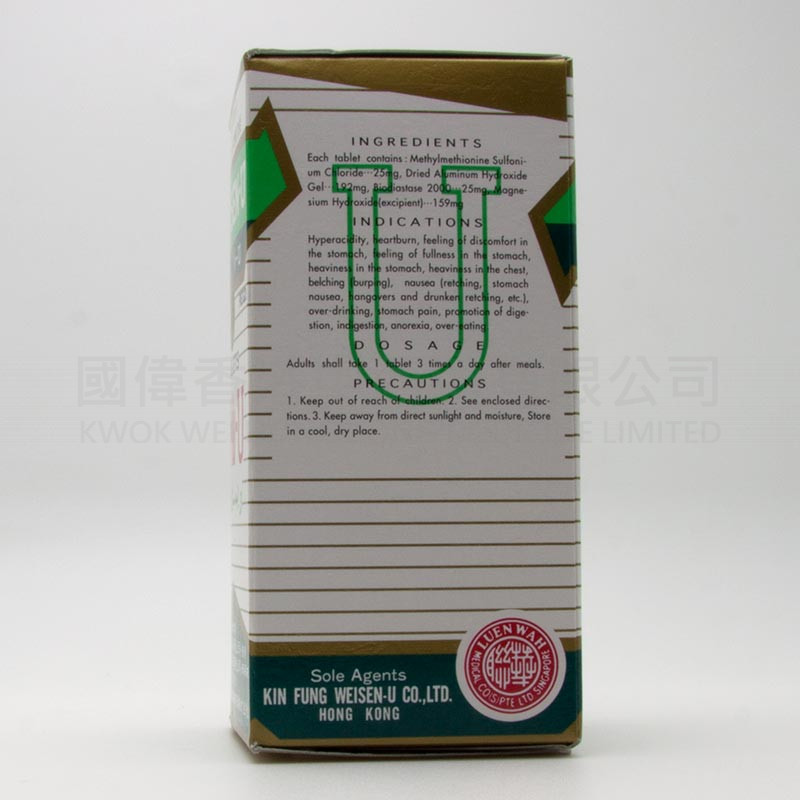 INGREDIENTS
Each tablet contains : Methylmethionine Sulfoni-
um Chloride···25mg, Dried Aluminum Hydroxide
Gel···192mg, Biodiastase 2000···25mg, Magne-
sium Hydroxide(excipient)···159mg
INDICATIONS
Hyperacidity, heartburn, feeling of discomfort in
the stomach, feeling of fullness in the stomach,
heaviness in the stomach, heaviness in the chest,
belching (burping), nausea (retching, stomach
nausea, hangovers and drunken retching, etc.),
over-drinking, stomach pain, promotion of dige-
stion, indigestion, anorexia, over-eating.
DOSAGE
Adults shall take 1 tablet 3 times a day after meals.
PRECAUTIONS
1. Keep out of reach of children. 2. See enclosed direc-
tions. 3. Keep away from direct sunlight and moisture, Store
in a cool, dry place.
U
國偉香 限公司
KWOK WE E LIMITED
Sole Agents
KIN FUNG WEISEN-U CO.,LTD.
HONG KONG
LUEN WAH
MEDICAL CO(S)PTE LTD SINGAPORE